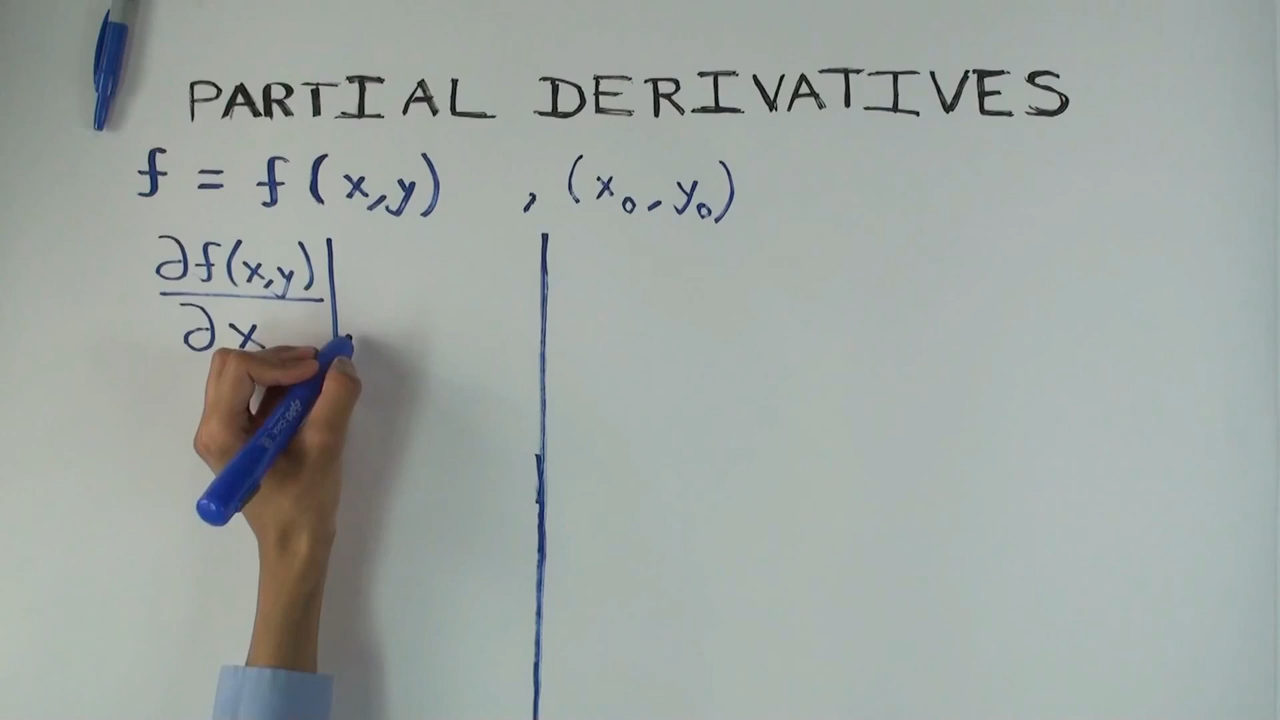 PARTIAL DERIVATIVES
f = f(x,y) , (x₀,y₀)
∂f(x,y)|
∂x